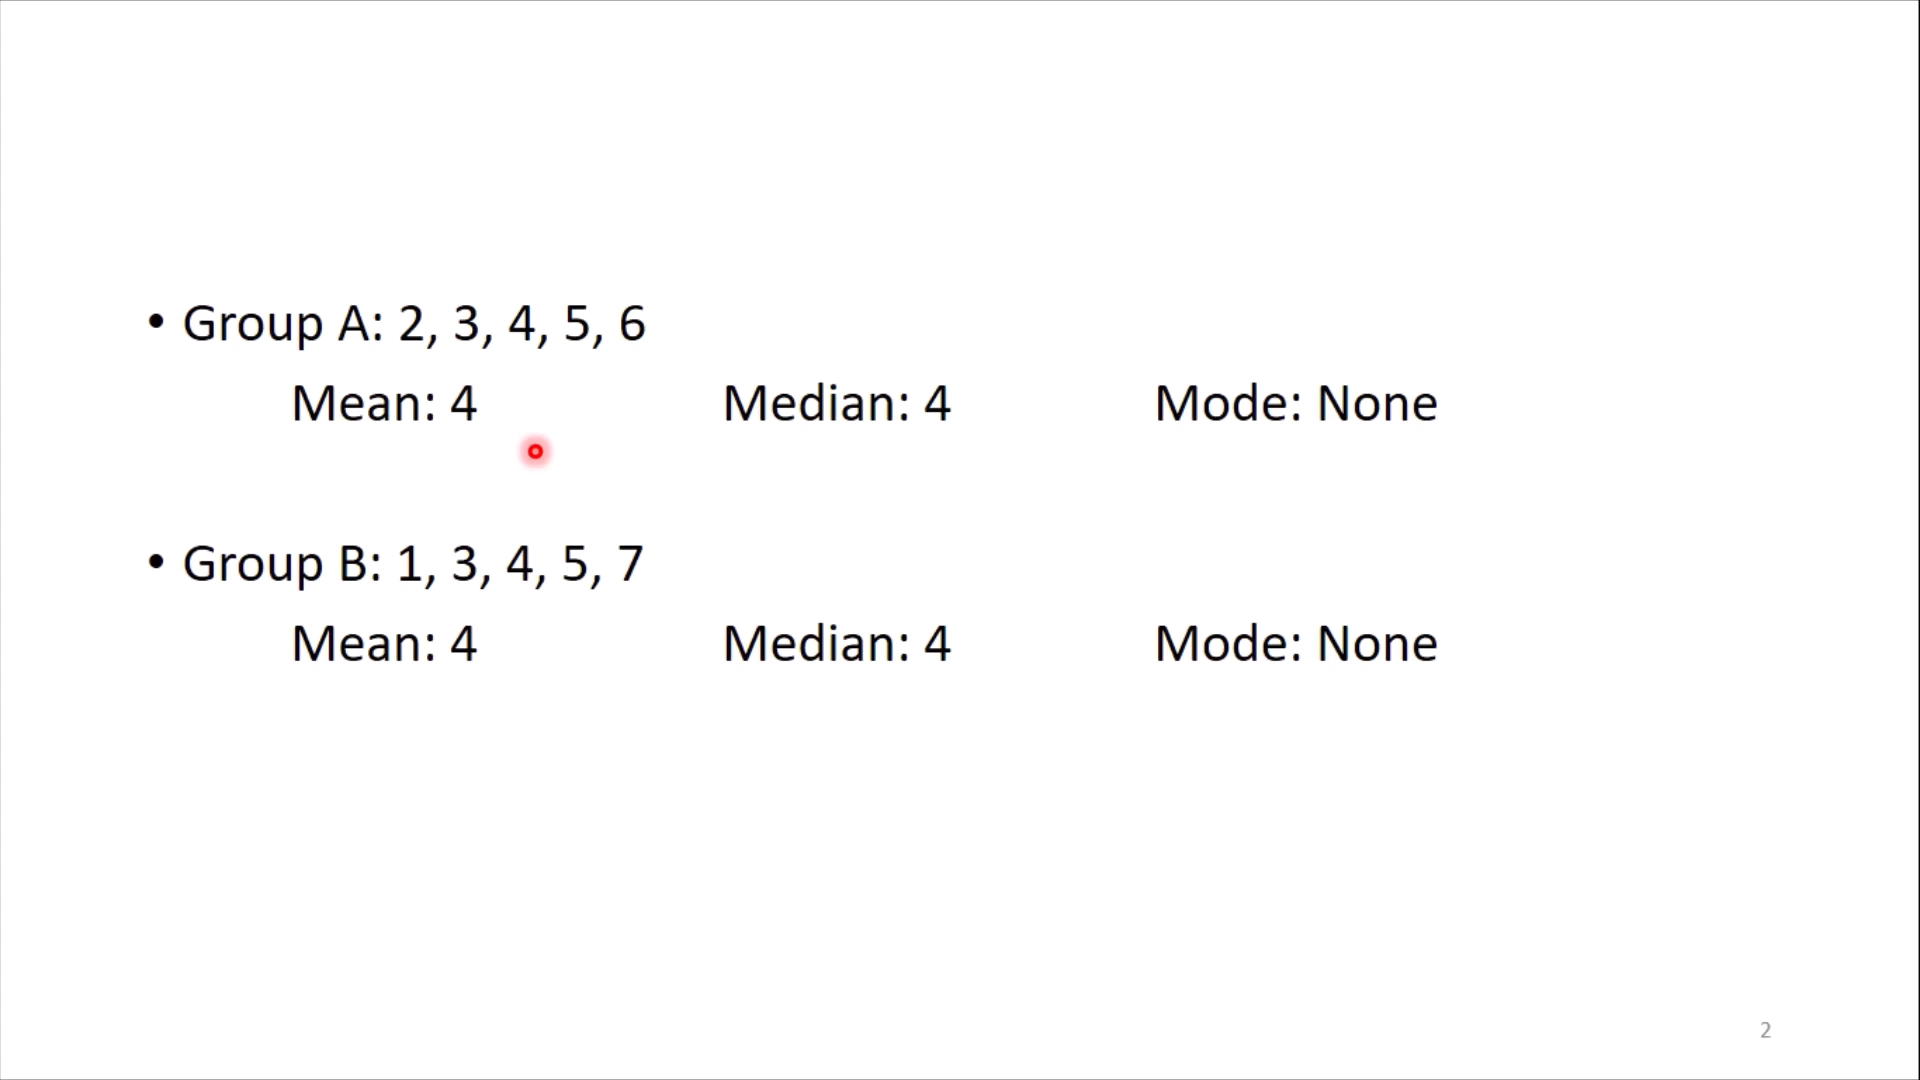 • Group A: 2, 3, 4, 5, 6
Mean: 4 Median: 4 Mode: None
• Group B: 1, 3, 4, 5, 7
Mean: 4 Median: 4 Mode: None
2